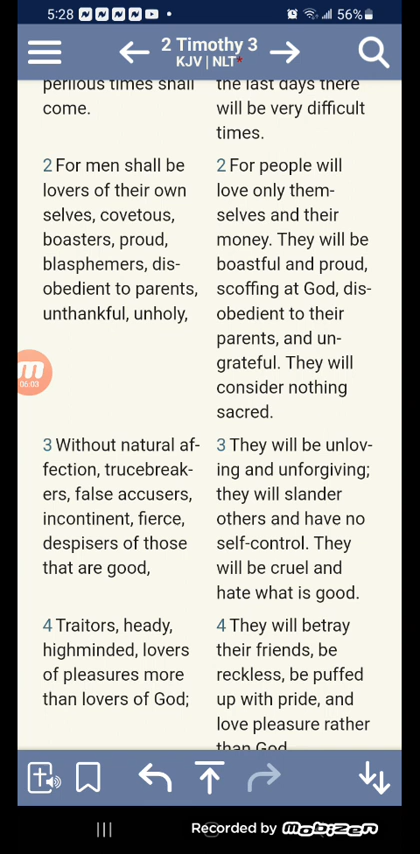 5:28
56%
2 Timothy 3
KJV | NLT*
perilous times shall
come.
2 For men shall be
lovers of their own
selves, covetous,
boasters, proud,
blasphemers, dis-
obedient to parents,
unthankful, unholy,
3 Without natural af-
fection, trucebreak-
ers, false accusers,
incontinent, fierce,
despisers of those
that are good,
4 Traitors, heady,
highminded, lovers
of pleasures more
than lovers of God;
the last days there
will be very difficult
times.
2 For people will
love only them-
selves and their
money. They will be
boastful and proud,
scoffing at God, dis-
obedient to their
parents, and un-
grateful. They will
consider nothing
sacred.
3 They will be unlov-
ing and unforgiving;
they will slander
others and have no
self-control. They
will be cruel and
hate what is good.
4 They will betray
their friends, be
reckless, be puffed
up with pride, and
love pleasure rather
than God
m
06:03
Recorded by Mobizen